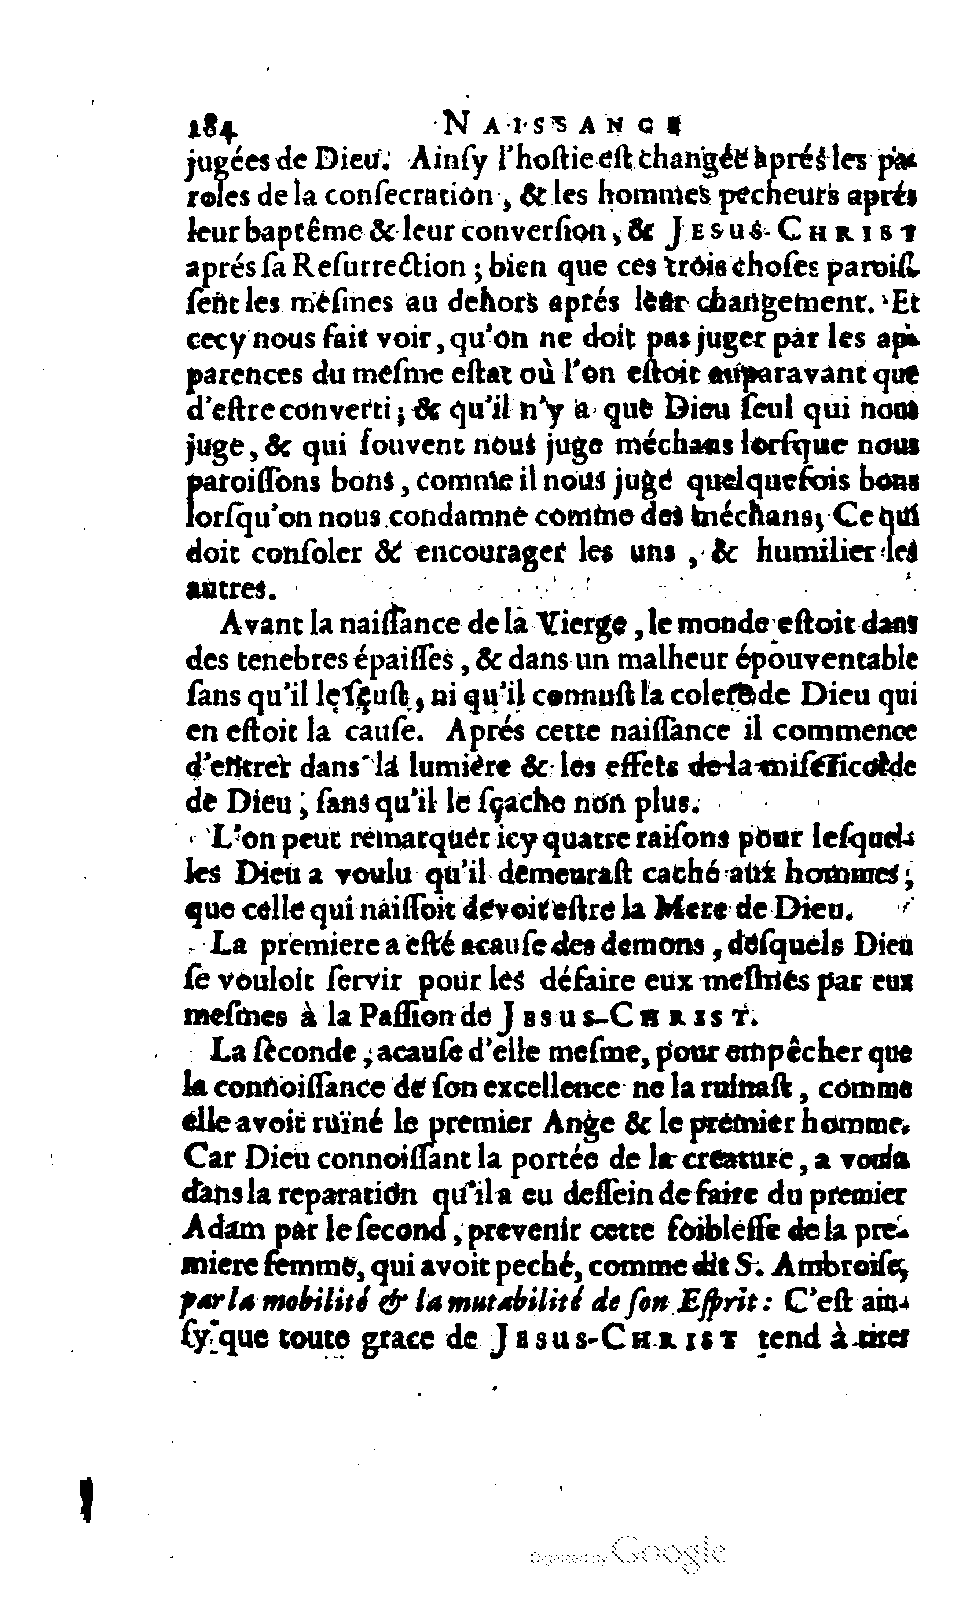 184 NAISSANCE
jugées de Dieu. Ainſy l'hoſtie eſt changée aprés les pa-
roles de la conſecration, & les hommes pecheurs aprés
leur baptême & leur converſion, & JESUS-CHRIST
aprés ſa Reſurrection ; bien que ces trois choſes paroiſ-
ſent les meſmes au dehors aprés leur changement. Et
cecy nous fait voir, qu'on ne doit pas juger par les ap-
parences du meſme eſtat où l'on eſtoit auparavant que
d'eſtre converti ; & qu'il n'y a que Dieu ſeul qui nous
juge, & qui ſouvent nous juge méchans lorſque nous
paroiſſons bons, comme il nous juge quelquefois bons
lorſqu'on nous condamne comme des méchans; Ce qui
doit conſoler & encourager les uns, & humilier les
autres.
Avant la naiſſance de la Vierge, le monde eſtoit dans
des tenebres épaiſſes, & dans un malheur épouventable
ſans qu'il le ſçuſt, ni qu'il connuſt la colere de Dieu qui
en eſtoit la cauſe. Aprés cette naiſſance il commence
d'entrer dans la lumiére & les effets de la miſericorde
de Dieu, ſans qu'il le ſçache non plus.
L'on peut remarquer icy quatre raiſons pour leſquel-
les Dieu a voulu qu'il demeuraſt caché aux hommes ;
que celle qui naiſſoit devoit eſtre la Mere de Dieu.
La premiere a eſté acauſe des demons, deſquels Dieu
ſe vouloit ſervir pour les défaire eux meſmes par eux
meſmes à la Paſſion de JESUS-CHRIST.
La ſeconde, acauſe d'elle meſme, pour empêcher que
la connoiſſance de ſon excellence ne la ruinaſt, comme
elle avoit ruïné le premier Ange & le premier homme.
Car Dieu connoiſſant la portée de la creature, a voulu
dans la reparation qu'il a eu deſſein de faire du premier
Adam par le ſecond, prevenir cette foibleſſe de la pre-
miere femme, qui avoit peché, comme dit S. Ambroiſe,
par la mobilité & la mutabilité de ſon Eſprit : C'eſt ain-
ſy que toute grace de JESUS-CHRIST tend à tirer
Digitized by Google